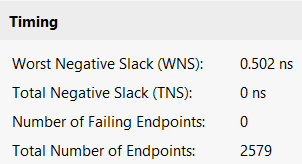 Timing
Worst Negative Slack (WNS): 0.502 ns
Total Negative Slack (TNS): 0 ns
Number of Failing Endpoints: 0
Total Number of Endpoints: 2579